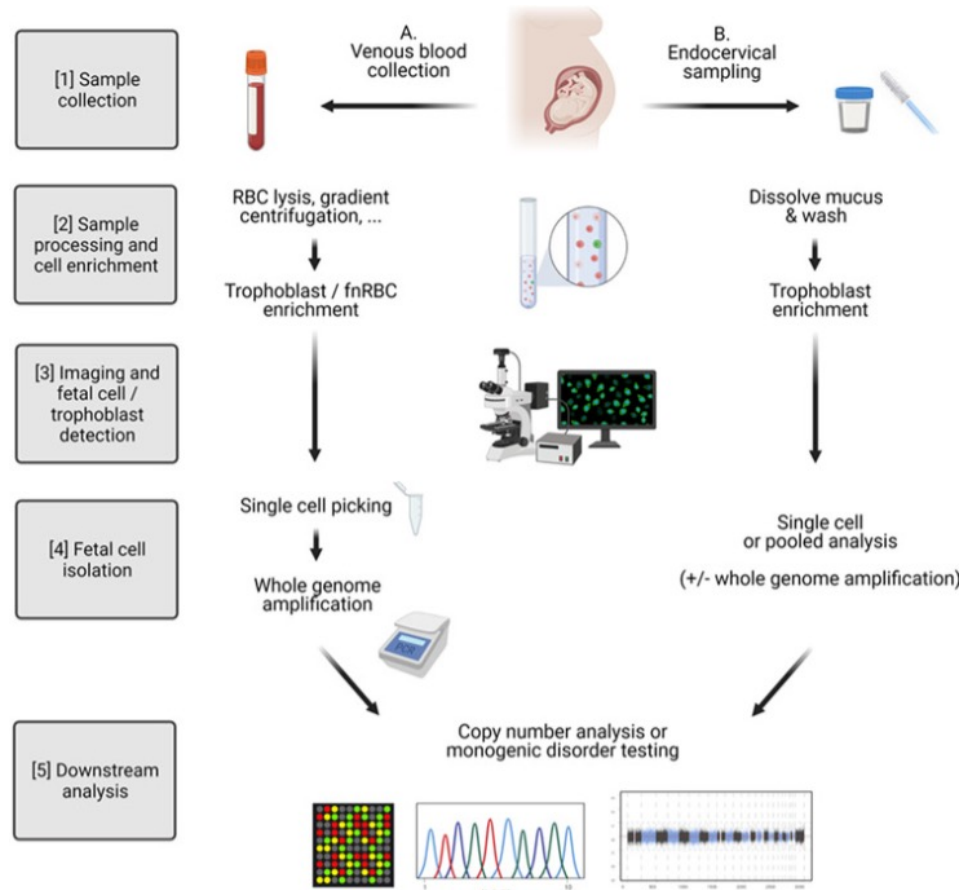 [1] Sample
collection
A.
Venous blood
collection
B.
Endocervical
sampling
[2] Sample
processing and
cell enrichment
RBC lysis, gradient
centrifugation, ...
Trophoblast / fnRBC
enrichment
Dissolve mucus
& wash
Trophoblast
enrichment
[3] Imaging and
fetal cell /
trophoblast
detection
[4] Fetal cell
isolation
Single cell picking
Whole genome
amplification
PCR
Single cell
or pooled analysis
(+/- whole genome amplification)
[5] Downstream
analysis
Copy number analysis or
monogenic disorder testing